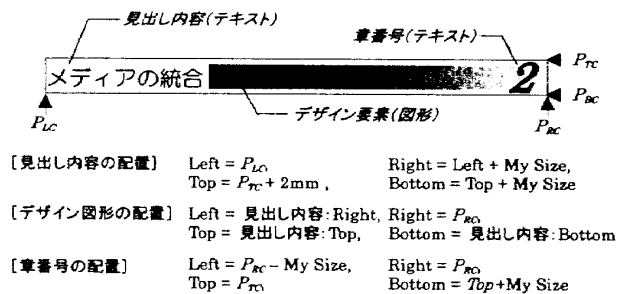 見出し内容(テキスト)
章番号(テキスト)
メディアの統合 2
P_TC
P_BC
デザイン要素(図形)
P_LC
P_RC
[見出し内容の配置] Left = P_LC, Right = Left + My Size,
Top = P_TC + 2mm , Bottom = Top + My Size
[デザイン図形の配置] Left = 見出し内容:Right, Right = P_RC,
Top = 見出し内容:Top, Bottom = 見出し内容:Bottom
[章番号の配置] Left = P_RC − My Size, Right = P_RC,
Top = P_TC, Bottom = Top+My Size